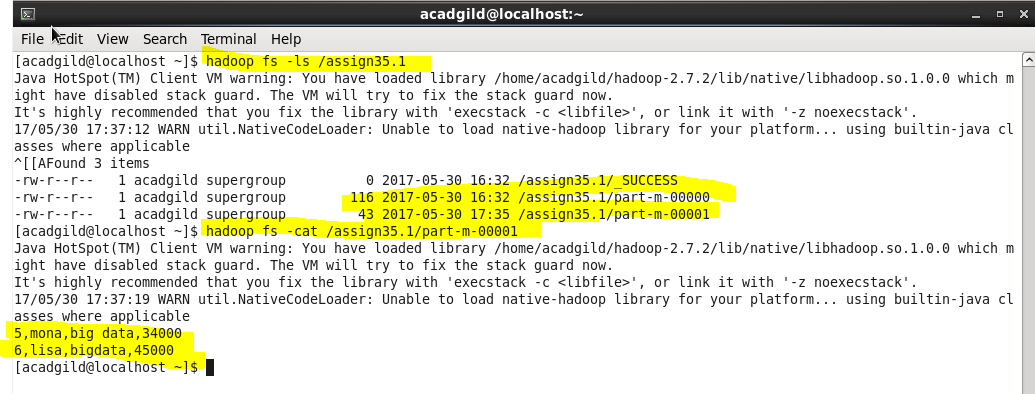 acadgild@localhost:~
File Edit View Search Terminal Help
[acadgild@localhost ~]$ hadoop fs -ls /assign35.1
Java HotSpot(TM) Client VM warning: You have loaded library /home/acadgild/hadoop-2.7.2/lib/native/libhadoop.so.1.0.0 which m
ight have disabled stack guard. The VM will try to fix the stack guard now.
It's highly recommended that you fix the library with 'execstack -c <libfile>', or link it with '-z noexecstack'.
17/05/30 17:37:12 WARN util.NativeCodeLoader: Unable to load native-hadoop library for your platform... using builtin-java cl
asses where applicable
^[[AFound 3 items
-rw-r--r--   1 acadgild supergroup          0 2017-05-30 16:32 /assign35.1/_SUCCESS
-rw-r--r--   1 acadgild supergroup        116 2017-05-30 16:32 /assign35.1/part-m-00000
-rw-r--r--   1 acadgild supergroup         43 2017-05-30 17:35 /assign35.1/part-m-00001
[acadgild@localhost ~]$ hadoop fs -cat /assign35.1/part-m-00001
Java HotSpot(TM) Client VM warning: You have loaded library /home/acadgild/hadoop-2.7.2/lib/native/libhadoop.so.1.0.0 which m
ight have disabled stack guard. The VM will try to fix the stack guard now.
It's highly recommended that you fix the library with 'execstack -c <libfile>', or link it with '-z noexecstack'.
17/05/30 17:37:19 WARN util.NativeCodeLoader: Unable to load native-hadoop library for your platform... using builtin-java cl
asses where applicable
5,mona,big data,34000
6,lisa,bigdata,45000
[acadgild@localhost ~]$